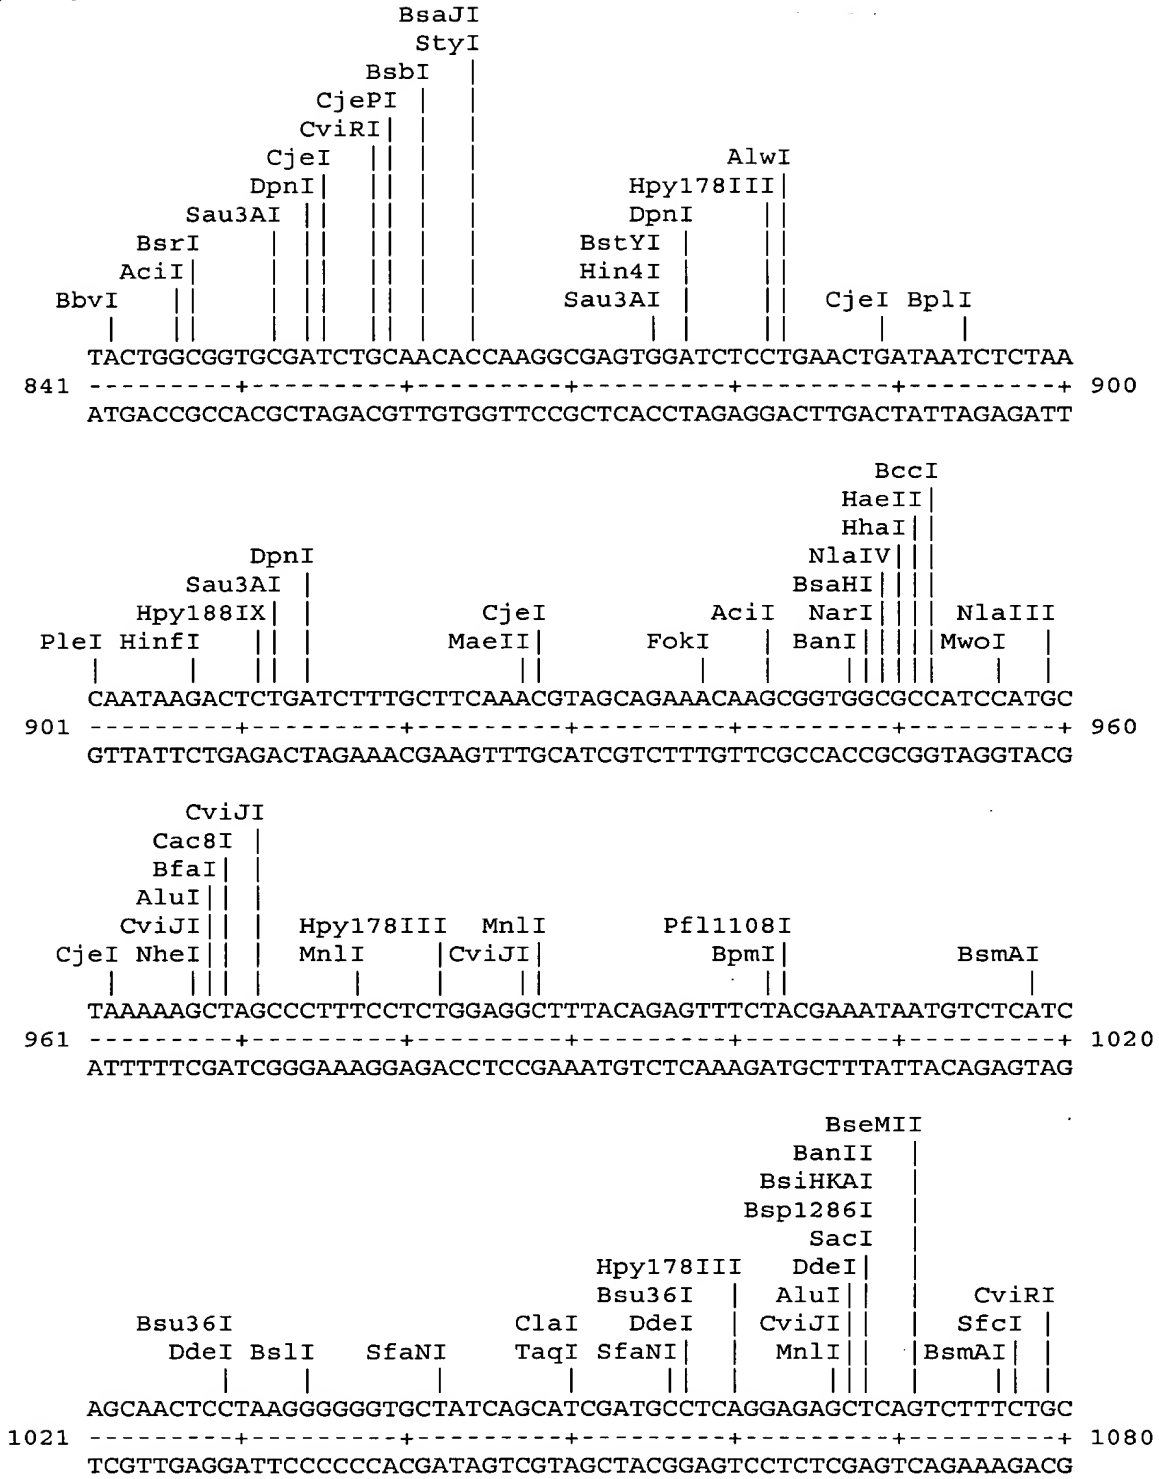 BsaJI
StyI
BsbI
CjePI
CviRI
CjeI AlwI
DpnI Hpy178III
Sau3AI DpnI
BsrI BstYI
AciI Hin4I
BbvI Sau3AI CjeI BplI
TACTGGCGGTGCGATCTGCAACACCAAGGCGAGTGGATCTCCTGAACTGATAATCTCTAA
841 ---------+---------+---------+---------+---------+---------+ 900
ATGACCGCCACGCTAGACGTTGTGGTTCCGCTCACCTAGAGGACTTGACTATTAGAGATT
BccI
HaeII
HhaI
DpnI NlaIV
Sau3AI BsaHI
Hpy188IX CjeI AciI NarI NlaIII
PleI HinfI MaeII FokI BanI MwoI
CAATAAGACTCTGATCTTTGCTTCAAACGTAGCAGAAACAAGCGGTGGCGCCATCCATGC
901 ---------+---------+---------+---------+---------+---------+ 960
GTTATTCTGAGACTAGAAACGAAGTTTGCATCGTCTTTGTTCGCCACCGCGGTAGGTACG
CviJI
Cac8I
BfaI
AluI
CviJI Hpy178III MnlI Pfl1108I
CjeI NheI MnlI CviJI BpmI BsmAI
TAAAAAGCTAGCCCTTTCCTCTGGAGGCTTTACAGAGTTTCTACGAAATAATGTCTCATC
961 ---------+---------+---------+---------+---------+---------+ 1020
ATTTTTCGATCGGGAAAGGAGACCTCCGAAATGTCTCAAAGATGCTTTATTACAGAGTAG
BseMII
BanII
BsiHKAI
Bsp1286I
SacI
Hpy178III DdeI
Bsu36I AluI CviRI
Bsu36I ClaI DdeI CviJI SfcI
DdeI BslI SfaNI TaqI SfaNI MnlI BsmAI
AGCAACTCCTAAGGGGGGTGCTATCAGCATCGATGCCTCAGGAGAGCTCAGTCTTTCTGC
1021 ---------+---------+---------+---------+---------+---------+ 1080
TCGTTGAGGATTCCCCCCACGATAGTCGTAGCTACGGAGTCCTCTCGAGTCAGAAAGACG